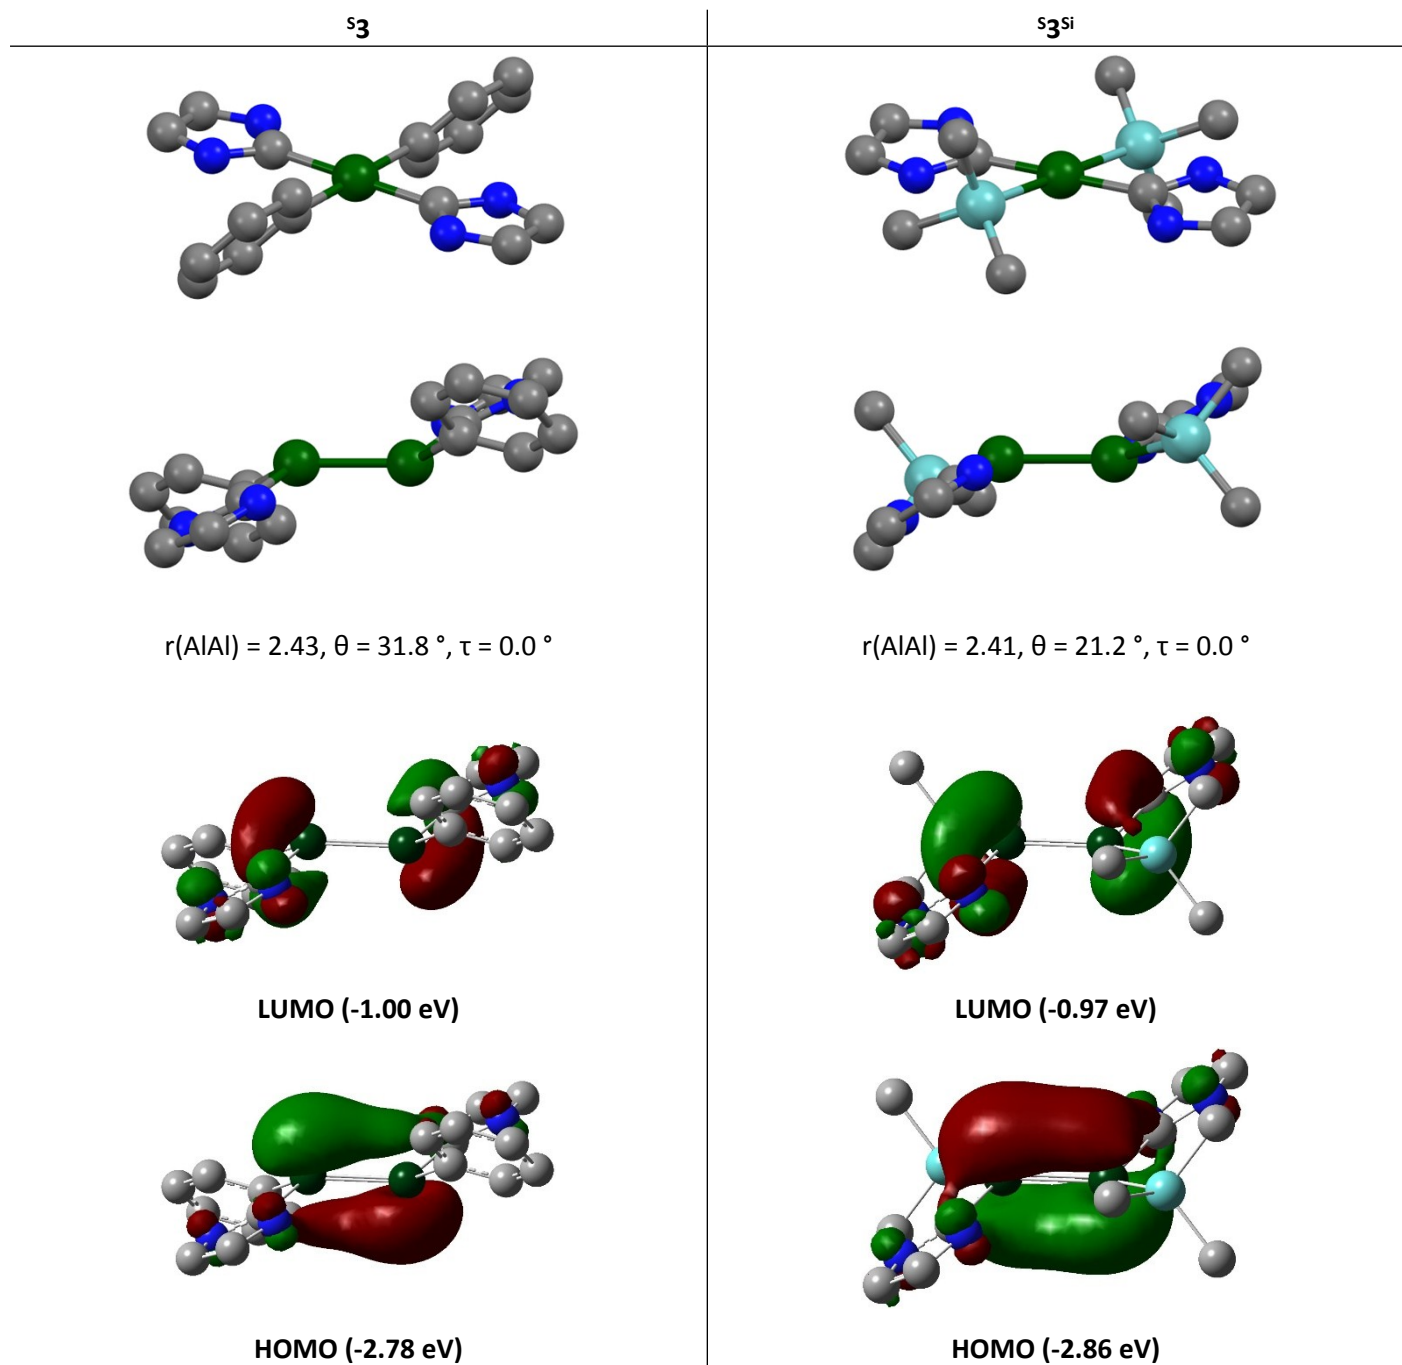 ˢ3
ˢ3ˢⁱ
r(AlAl) = 2.43, θ = 31.8 °, τ = 0.0 °
r(AlAl) = 2.41, θ = 21.2 °, τ = 0.0 °
LUMO (-1.00 eV)
LUMO (-0.97 eV)
HOMO (-2.78 eV)
HOMO (-2.86 eV)